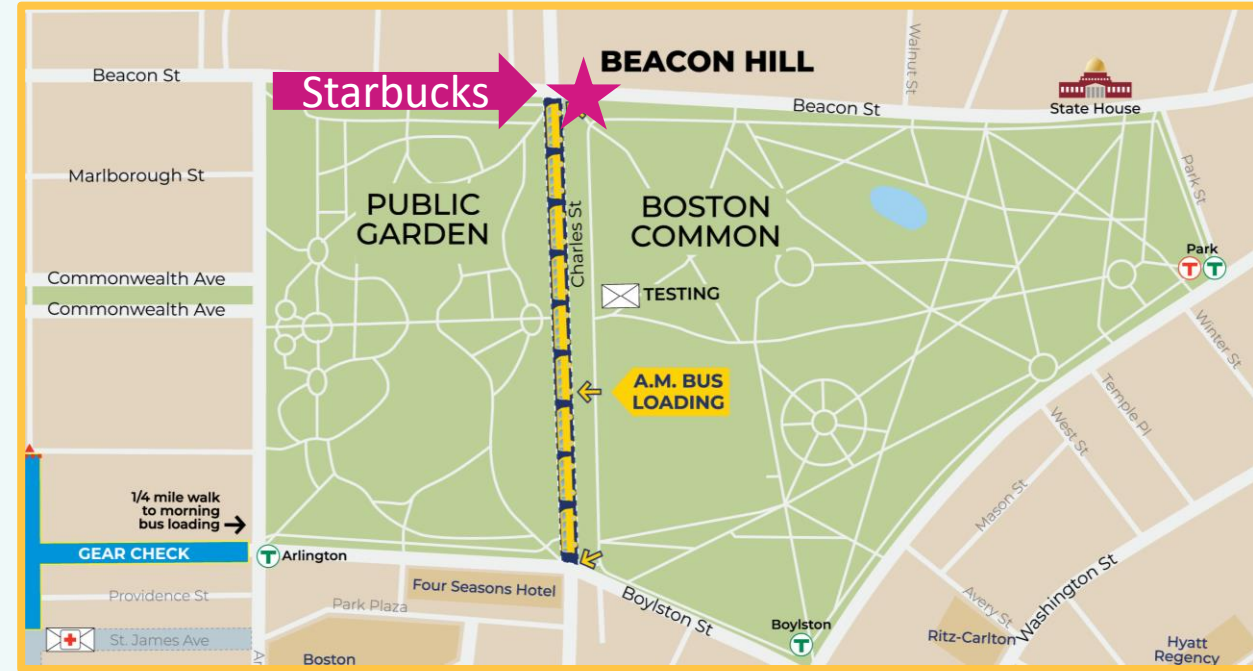 BEACON HILL
Walnut St
Beacon St
Starbucks
Beacon St
State House
Marlborough St
PUBLIC
GARDEN
Charles St
BOSTON
COMMON
Park St
Park
T
T
Commonwealth Ave
Commonwealth Ave
TESTING
Winter St
A.M. BUS
LOADING
Temple Pl
West St
1/4 mile walk
to morning
bus loading
Mason St
GEAR CHECK
T
Arlington
Four Seasons Hotel
Providence St
Park Plaza
Boylston St
Avery St
Washington St
Boylston
T
St. James Ave
Ar
Boston
Ritz-Carlton
Hyatt
Regency